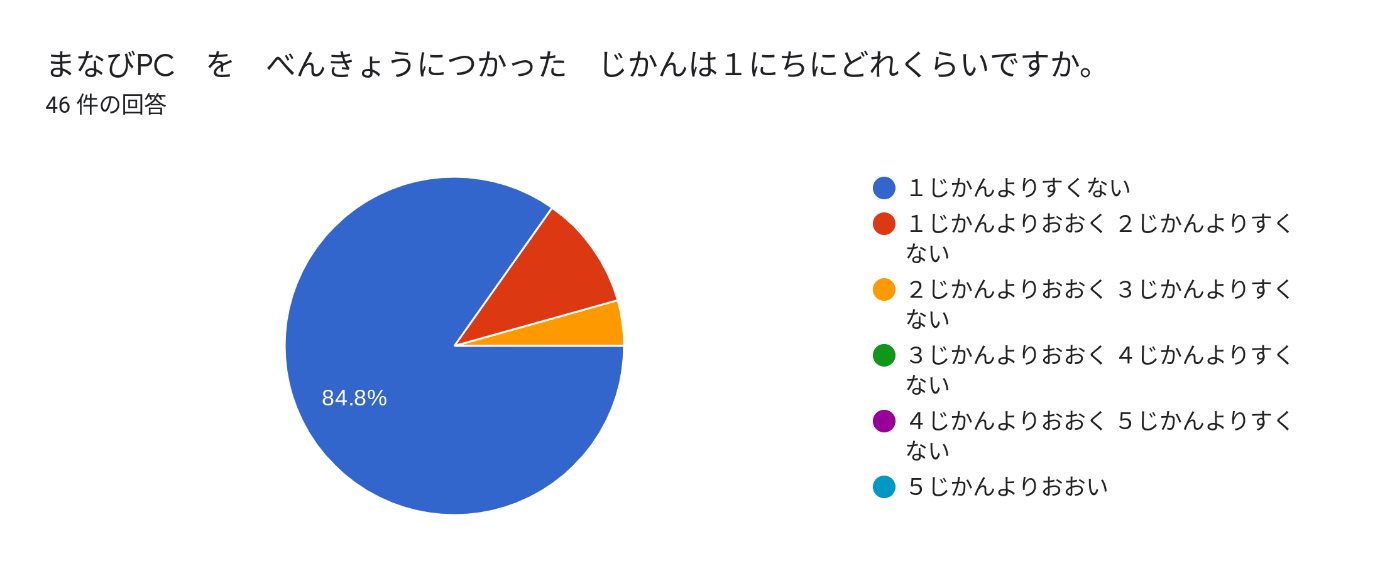 まなびPC　を　べんきょうにつかった　じかんは１にちにどれくらいですか。
46 件の回答
84.8%
１じかんよりすくない
１じかんよりおおく ２じかんよりすく
ない
２じかんよりおおく ３じかんよりすく
ない
３じかんよりおおく ４じかんよりすく
ない
４じかんよりおおく ５じかんよりすく
ない
５じかんよりおおい